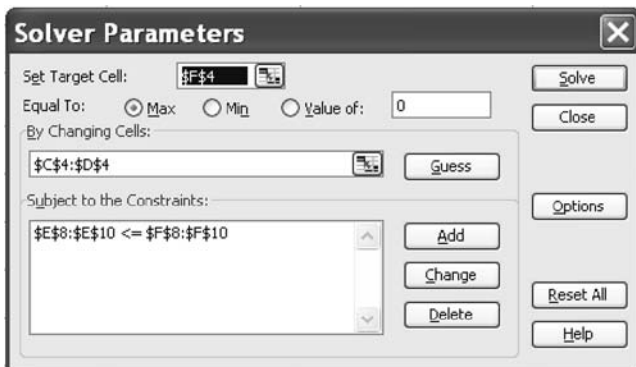 Solver Parameters
Set Target Cell: $F$4 Solve
Equal To: Max Min Value of: 0 Close
By Changing Cells:
$C$4:$D$4 Guess
Subject to the Constraints: Options
$E$8:$E$10 <= $F$8:$F$10 Add
Change
Reset All
Delete
Help